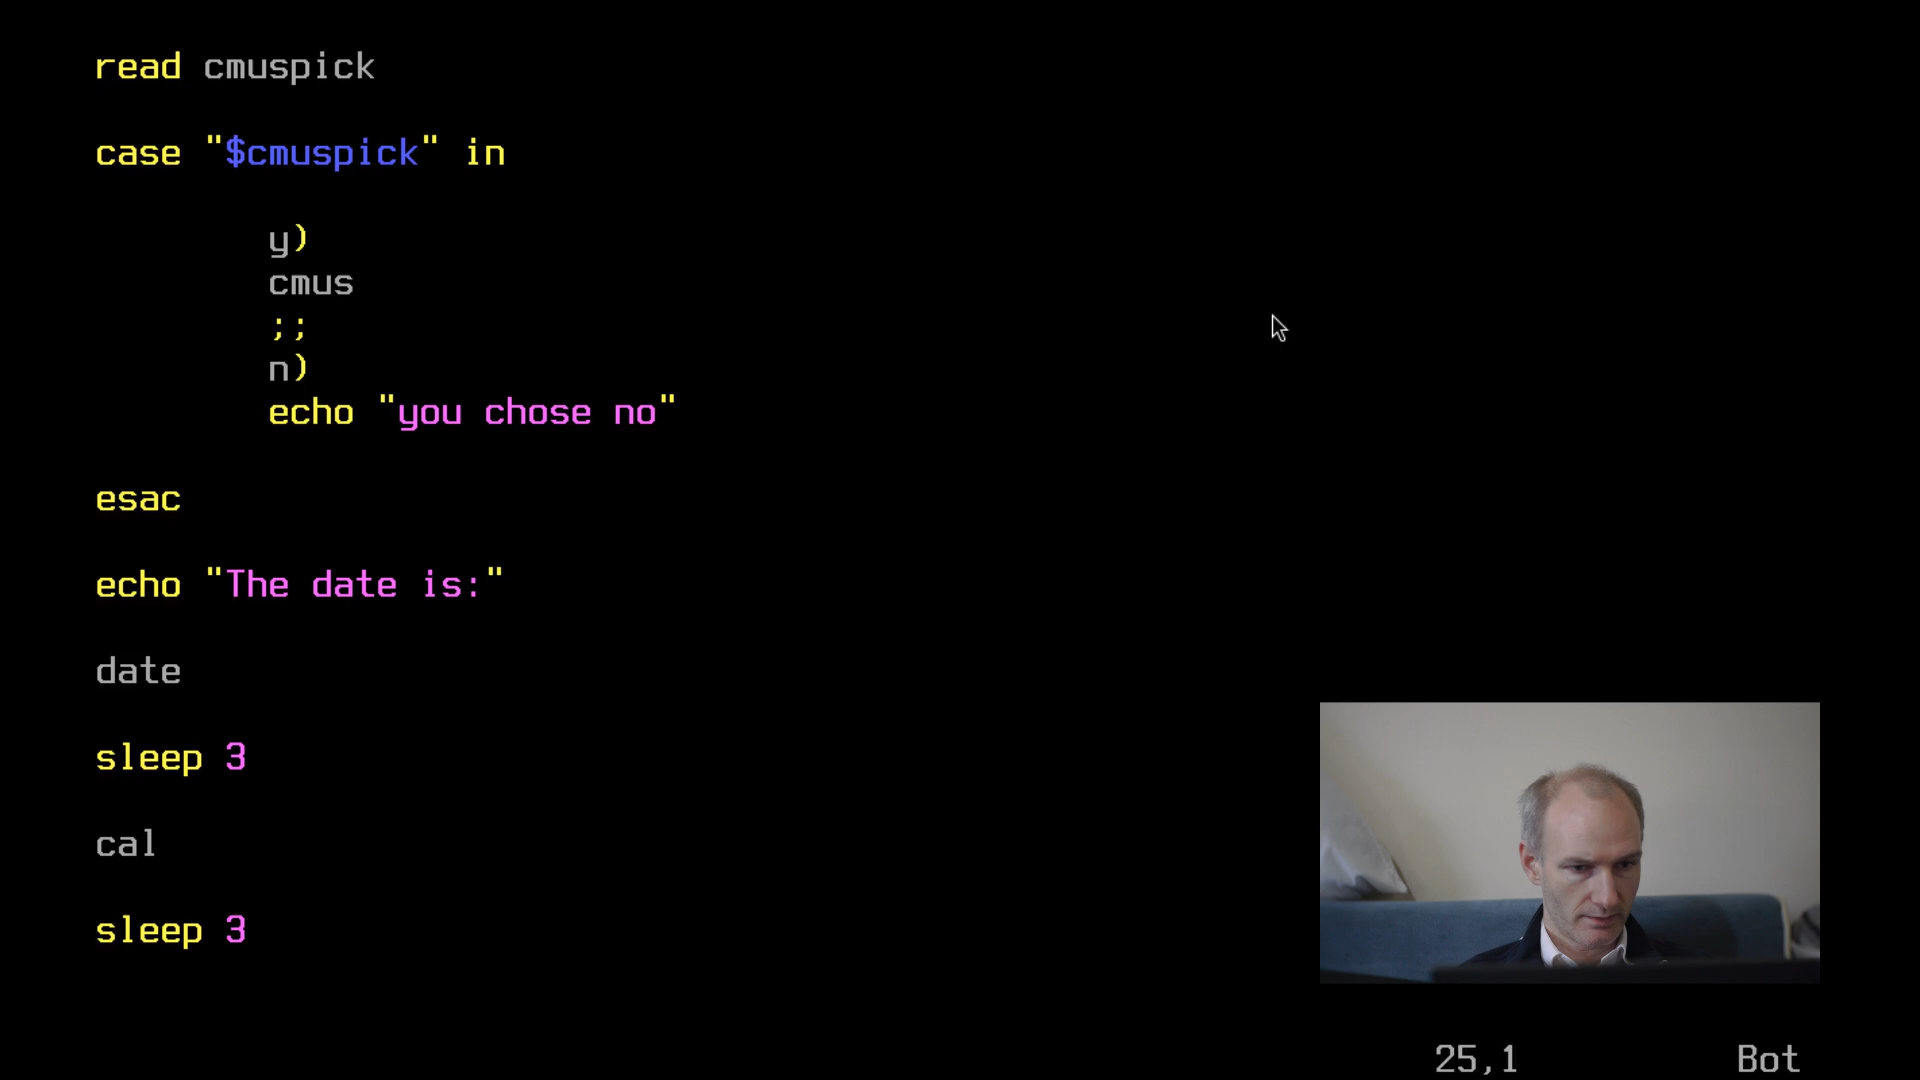 read cmuspick
case "$cmuspick" in
y)
cmus
;;
n)
echo "you chose no"
esac
echo "The date is:"
date
sleep 3
cal
sleep 3
25,1 Bot